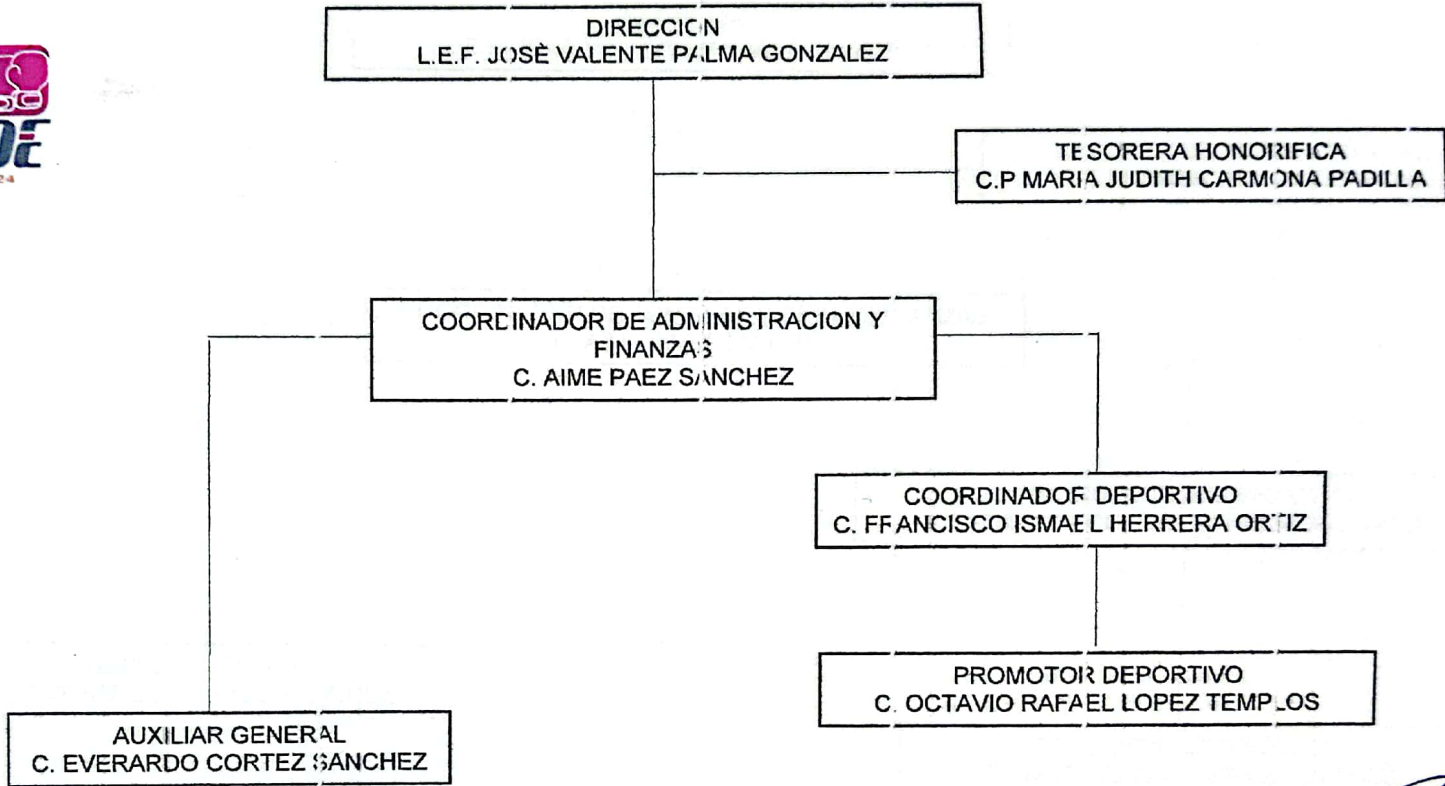 DIRECCION
L.E.F. JOSÈ VALENTE PALMA GONZALEZ
TESORERA HONORIFICA
C.P MARIA JUDITH CARMONA PADILLA
COORDINADOR DE ADMINISTRACION Y
FINANZAS
C. AIME PAEZ SANCHEZ
COORDINADOR DEPORTIVO
C. FRANCISCO ISMAEL HERRERA ORTIZ
PROMOTOR DEPORTIVO
C. OCTAVIO RAFAEL LOPEZ TEMPLOS
AUXILIAR GENERAL
C. EVERARDO CORTEZ SANCHEZ